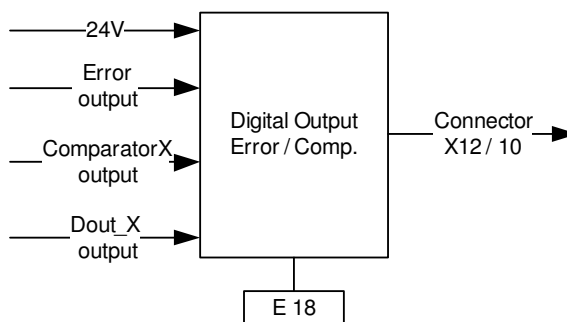 24V
Error
output
ComparatorX
output
Dout_X
output
Digital Output
Error / Comp.
Connector
X12 / 10
E 18